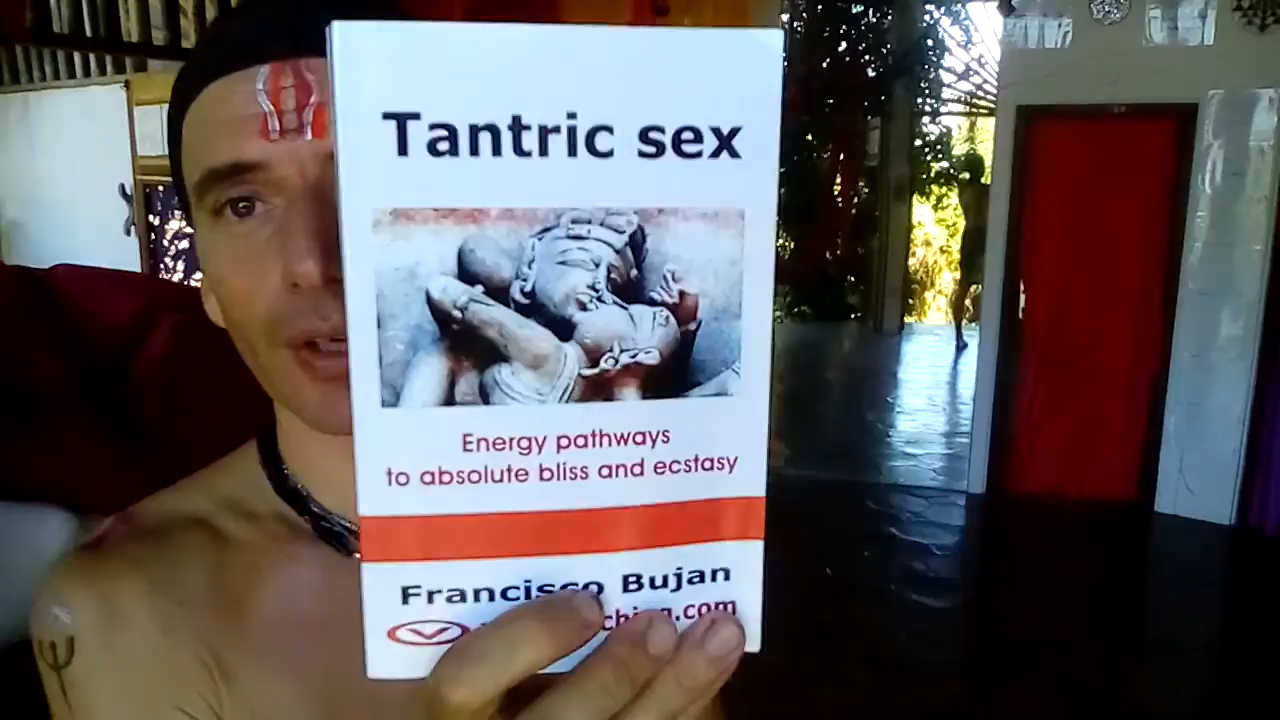 Tantric sex
Energy pathways
to absolute bliss and ecstasy
Francisco Bujan